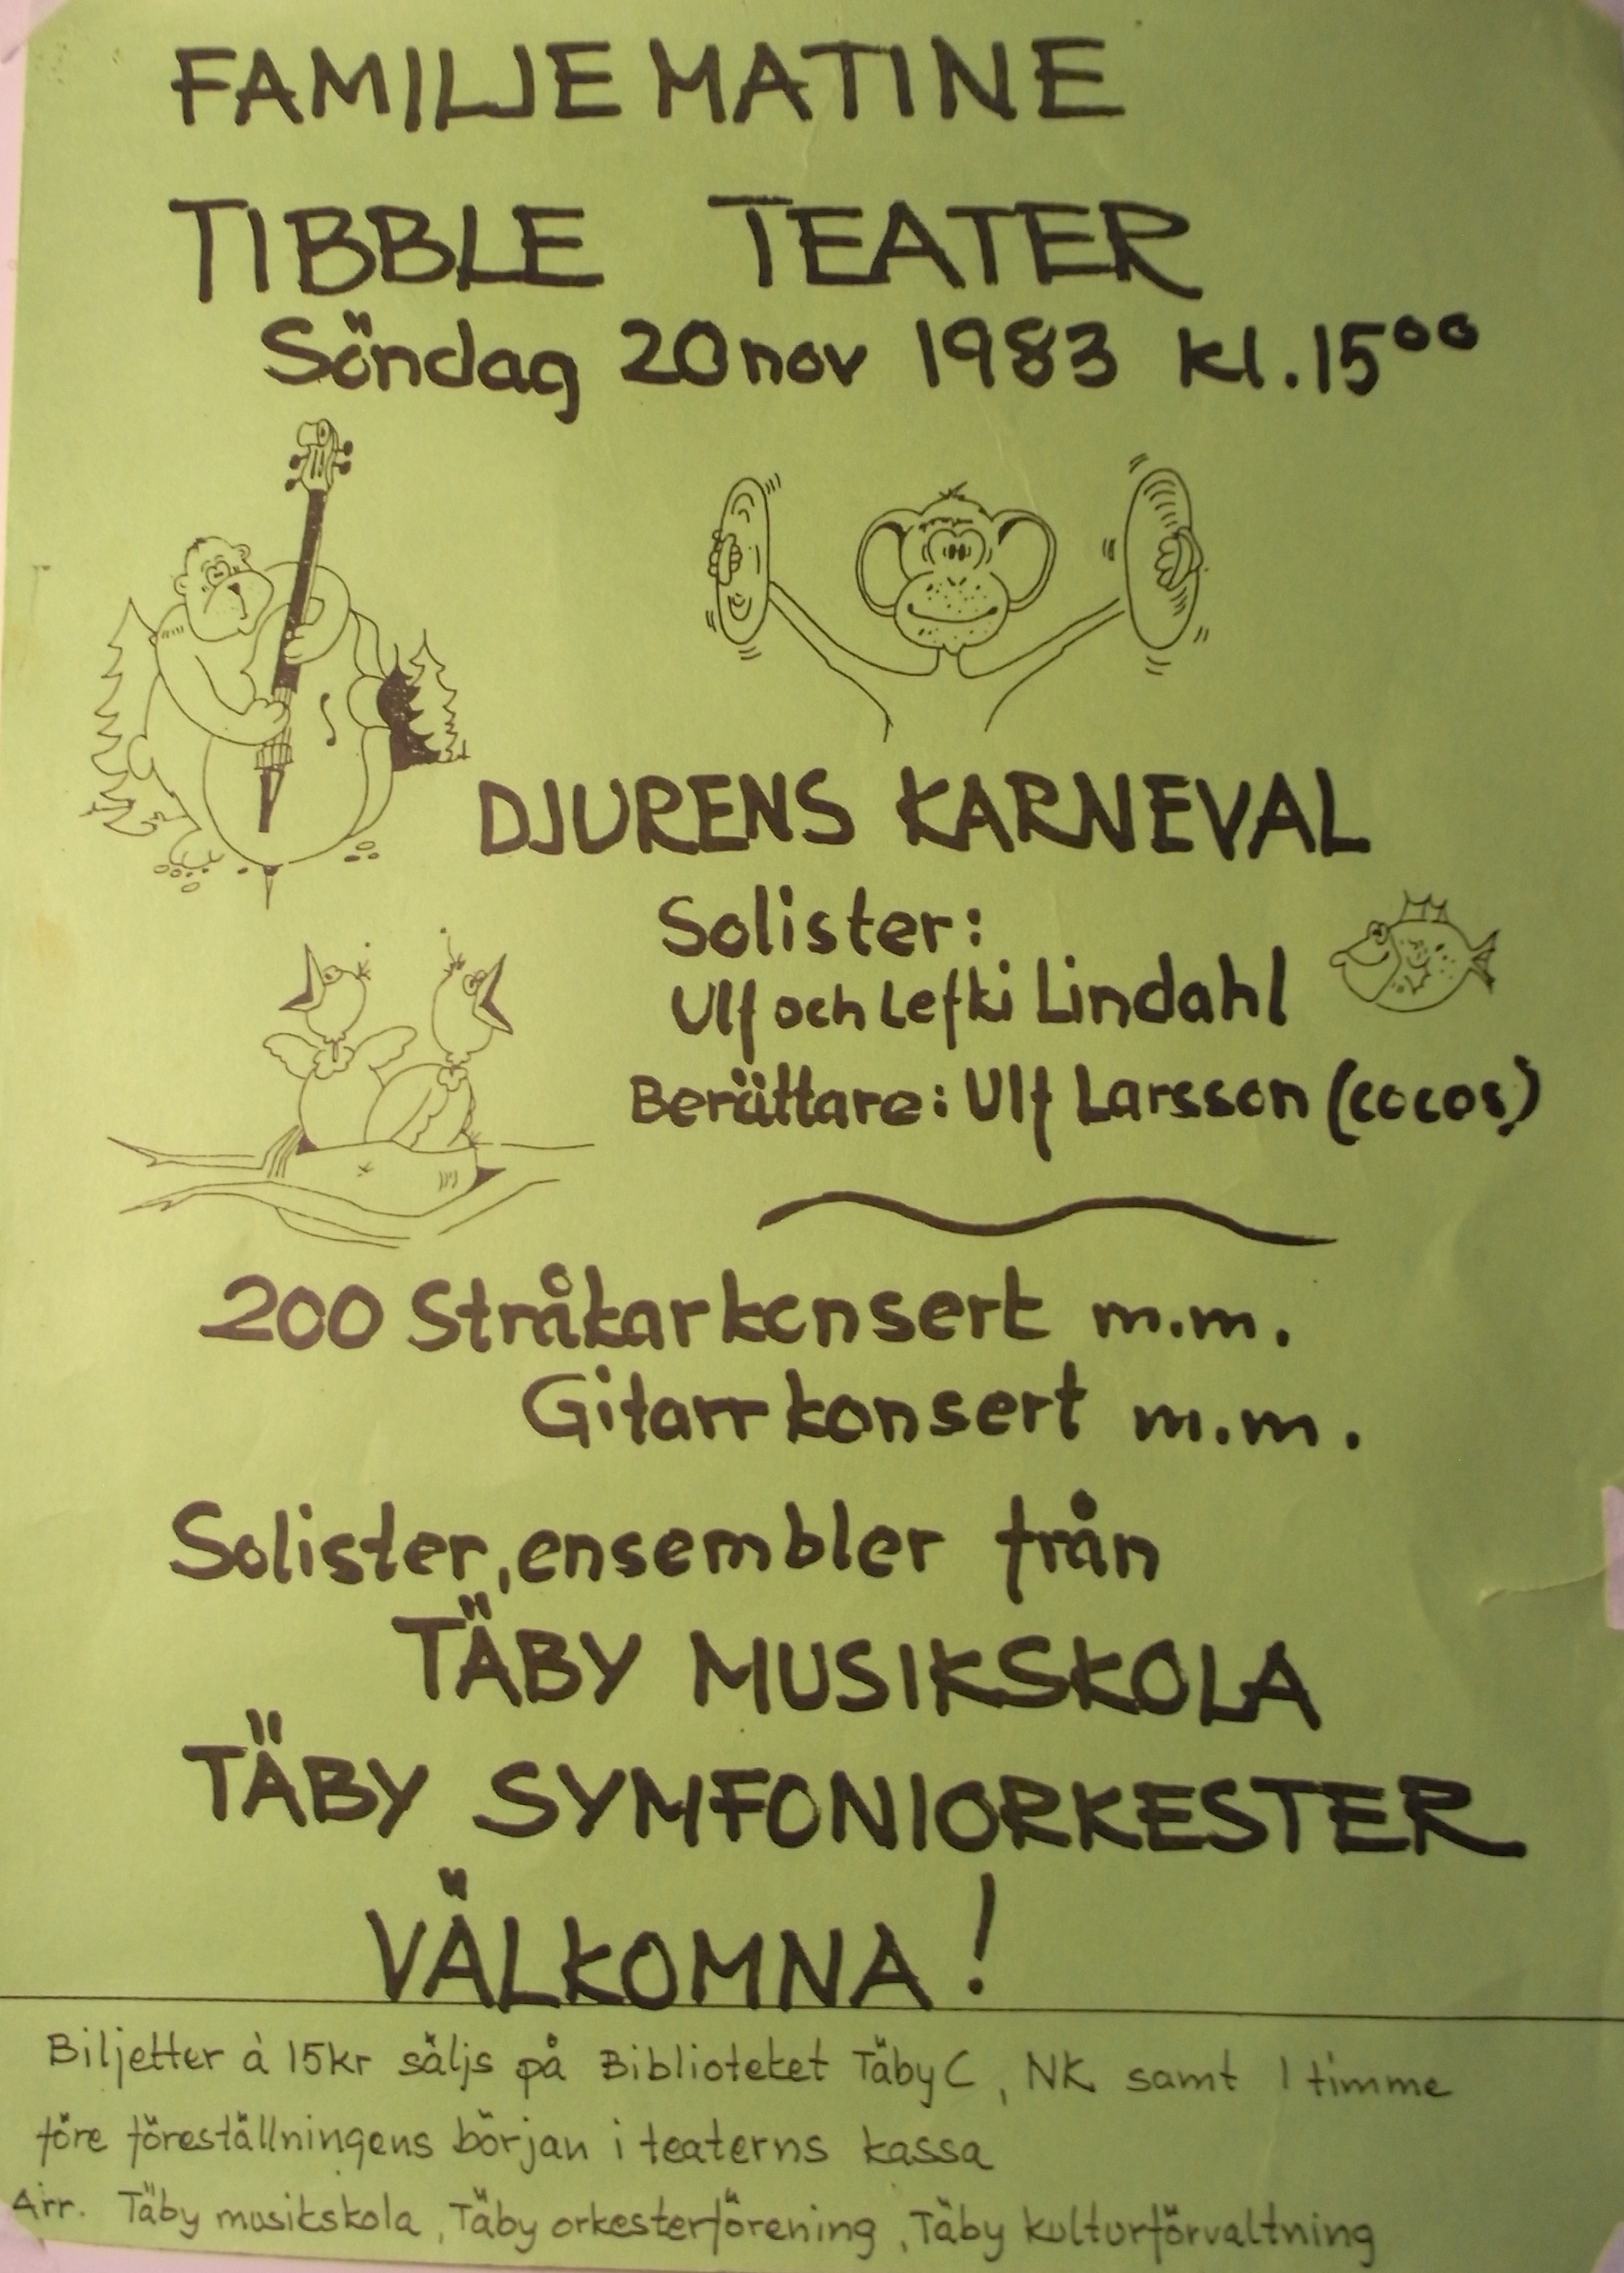 FAMILJEMATINE
TIBBLE TEATER
Söndag 20 nov 1983 kl. 15⁰⁰
DJURENS KARNEVAL
Solister:
Ulf och Lefki Lindahl
Berättare: Ulf Larsson (cocos)
200 Stråkarkonsert m.m.
Gitarrkonsert m.m.
Solister, ensembler från
TÄBY MUSIKSKOLA
TÄBY SYMFONIORKESTER
VÄLKOMNA!
Biljetter à 15kr säljs på Biblioteket Täby C, NK samt 1 timme
före föreställningens början i teaterns kassa
Arr. Täby musikskola, Täby orkesterförening, Täby kulturförvaltning